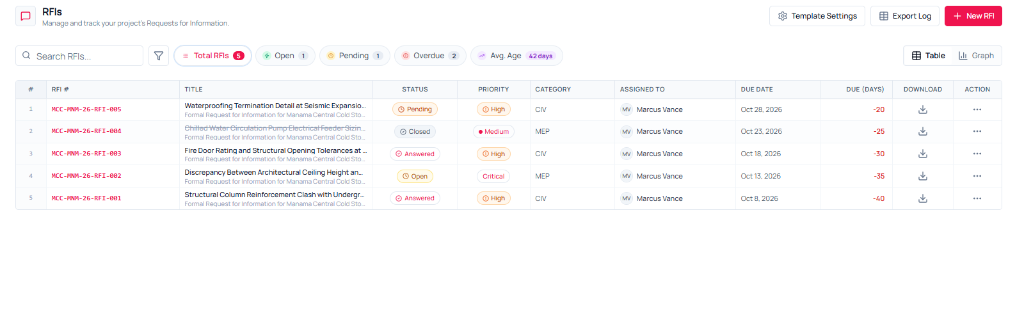 RFIs
Manage and track your project's Requests for Information.
Template Settings
Export Log
New RFI
Search RFIs...
Total RFIs 5
Open 1
Pending 1
Overdue 2
Avg. Age 42 days
Table
Graph
# RFI # TITLE STATUS PRIORITY CATEGORY ASSIGNED TO DUE DATE DUE (DAYS) DOWNLOAD ACTION
1 MCC-MNM-26-RFI-005 Waterproofing Termination Detail at Seismic Expansio... Pending High CIV MV Marcus Vance Oct 28, 2026 -20
Formal Request for Information for Manama Central Cold Sto...
2 MCC-MNM-26-RFI-004 Chilled Water Circulation Pump Electrical Feeder Sizin... Closed Medium MEP MV Marcus Vance Oct 23, 2026 -25
Formal Request for Information for Manama Central Cold Sto...
3 MCC-MNM-26-RFI-003 Fire Door Rating and Structural Opening Tolerances at ... Answered High CIV MV Marcus Vance Oct 18, 2026 -30
Formal Request for Information for Manama Central Cold Sto...
4 MCC-MNM-26-RFI-002 Discrepancy Between Architectural Ceiling Height an... Open Critical MEP MV Marcus Vance Oct 13, 2026 -35
Formal Request for Information for Manama Central Cold Sto...
5 MCC-MNM-26-RFI-001 Structural Column Reinforcement Clash with Undergr... Answered High CIV MV Marcus Vance Oct 8, 2026 -40
Formal Request for Information for Manama Central Cold Sto...